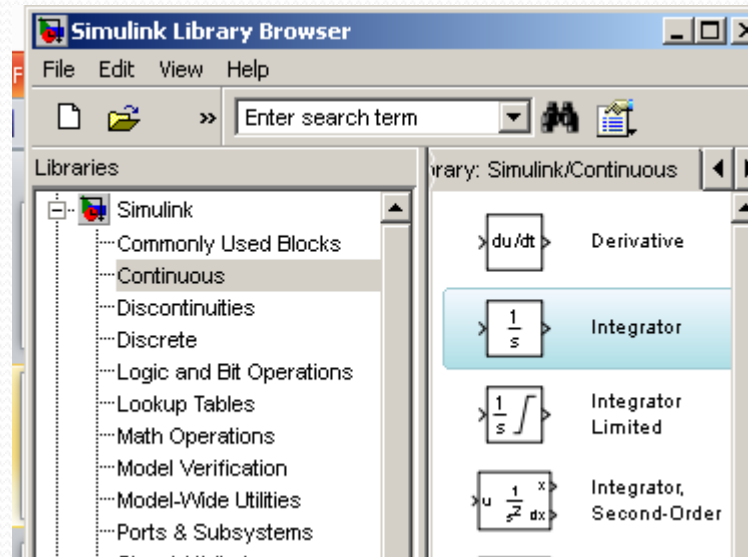 Simulink Library Browser
File Edit View Help
» Enter search term
Libraries
Simulink/Continuous
Simulink
Commonly Used Blocks
Continuous
Discontinuities
Discrete
Logic and Bit Operations
Lookup Tables
Math Operations
Model Verification
Model-Wide Utilities
Ports & Subsystems
du/dt Derivative
1
s
Integrator
1
s
Integrator
Limited
u 1 x
s² dx
Integrator,
Second-Order